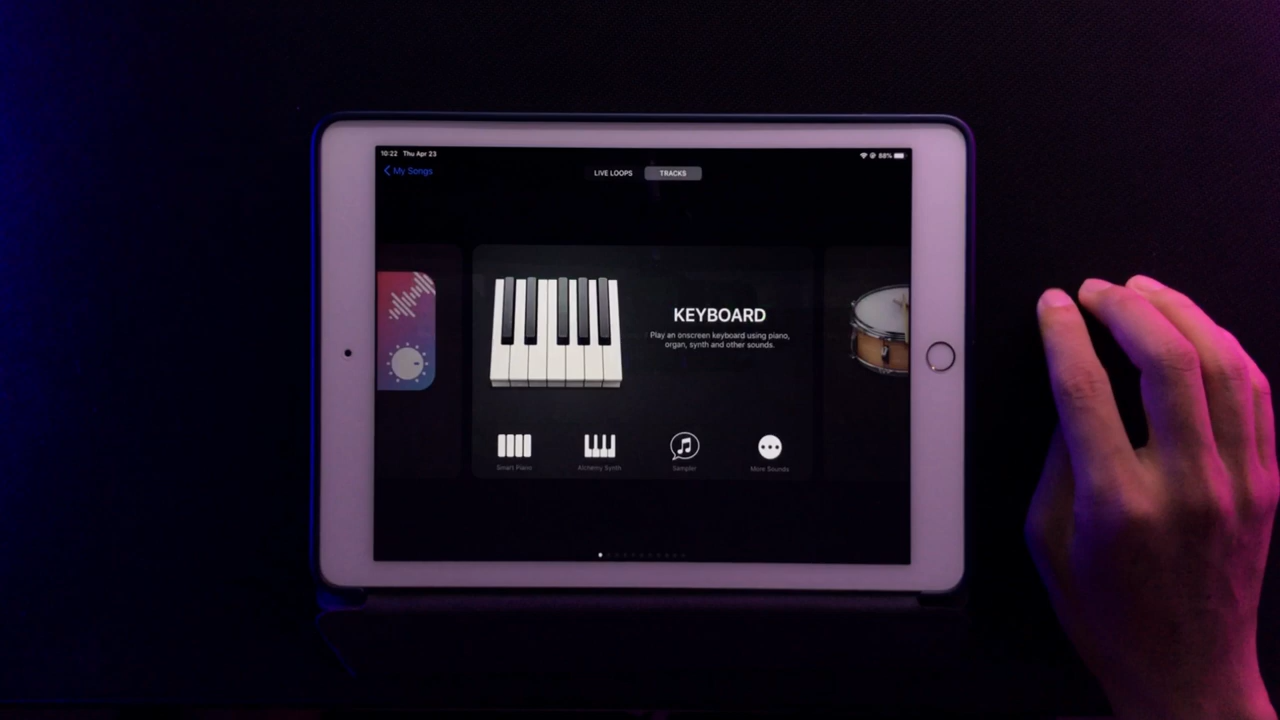 10:22 Thu Apr 23
88%
My Songs
LIVE LOOPS TRACKS
KEYBOARD
Play an onscreen keyboard using piano,
organ, synth and other sounds.
Smart Piano Alchemy Synth Sampler More Sounds